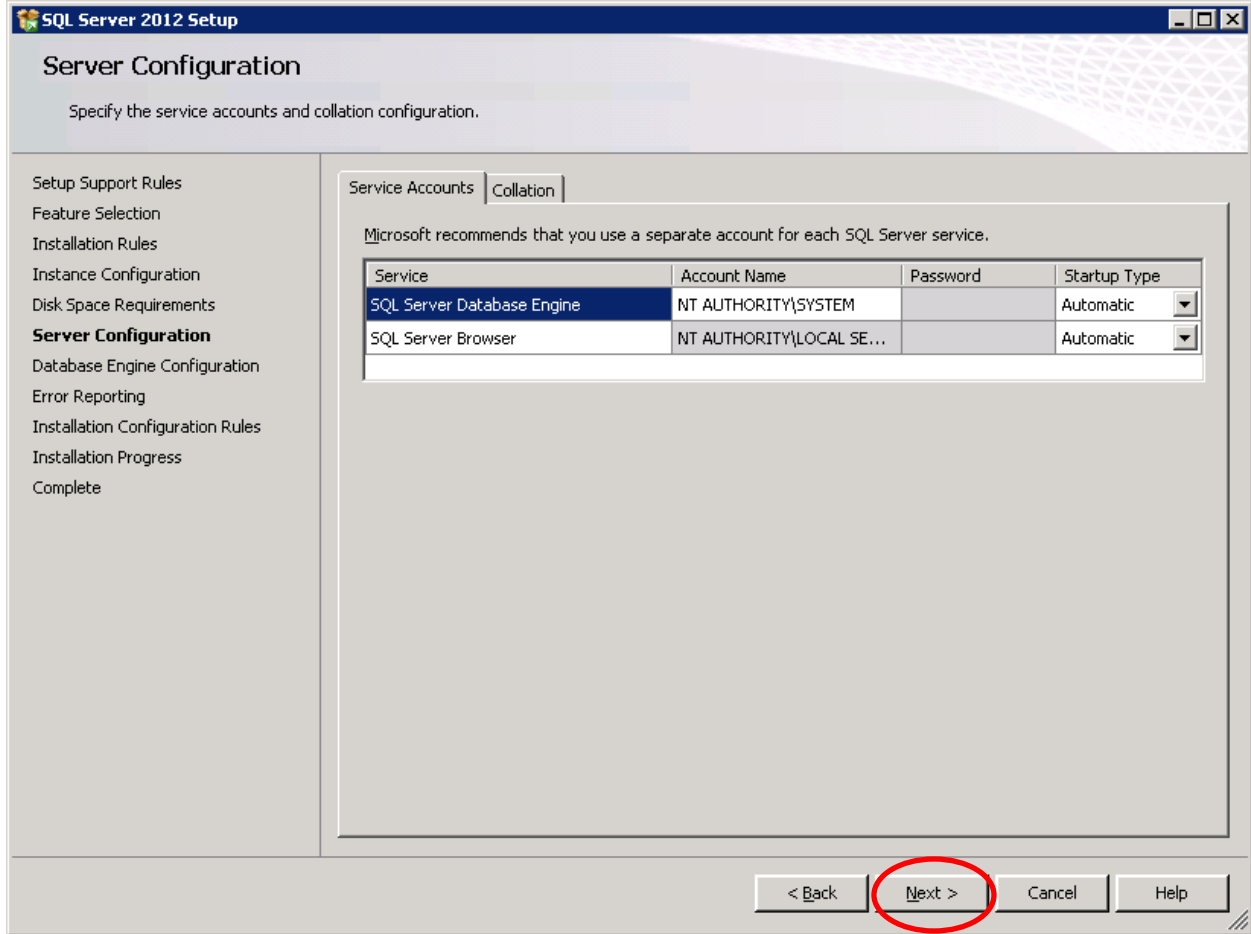 SQL Server 2012 Setup
Server Configuration
Specify the service accounts and collation configuration.
Setup Support Rules
Feature Selection
Installation Rules
Instance Configuration
Disk Space Requirements
Server Configuration
Database Engine Configuration
Error Reporting
Installation Configuration Rules
Installation Progress
Complete
Service Accounts Collation
Microsoft recommends that you use a separate account for each SQL Server service.
Service Account Name Password Startup Type
SQL Server Database Engine NT AUTHORITY\SYSTEM Automatic
SQL Server Browser NT AUTHORITY\LOCAL SE... Automatic
< Back Next > Cancel Help